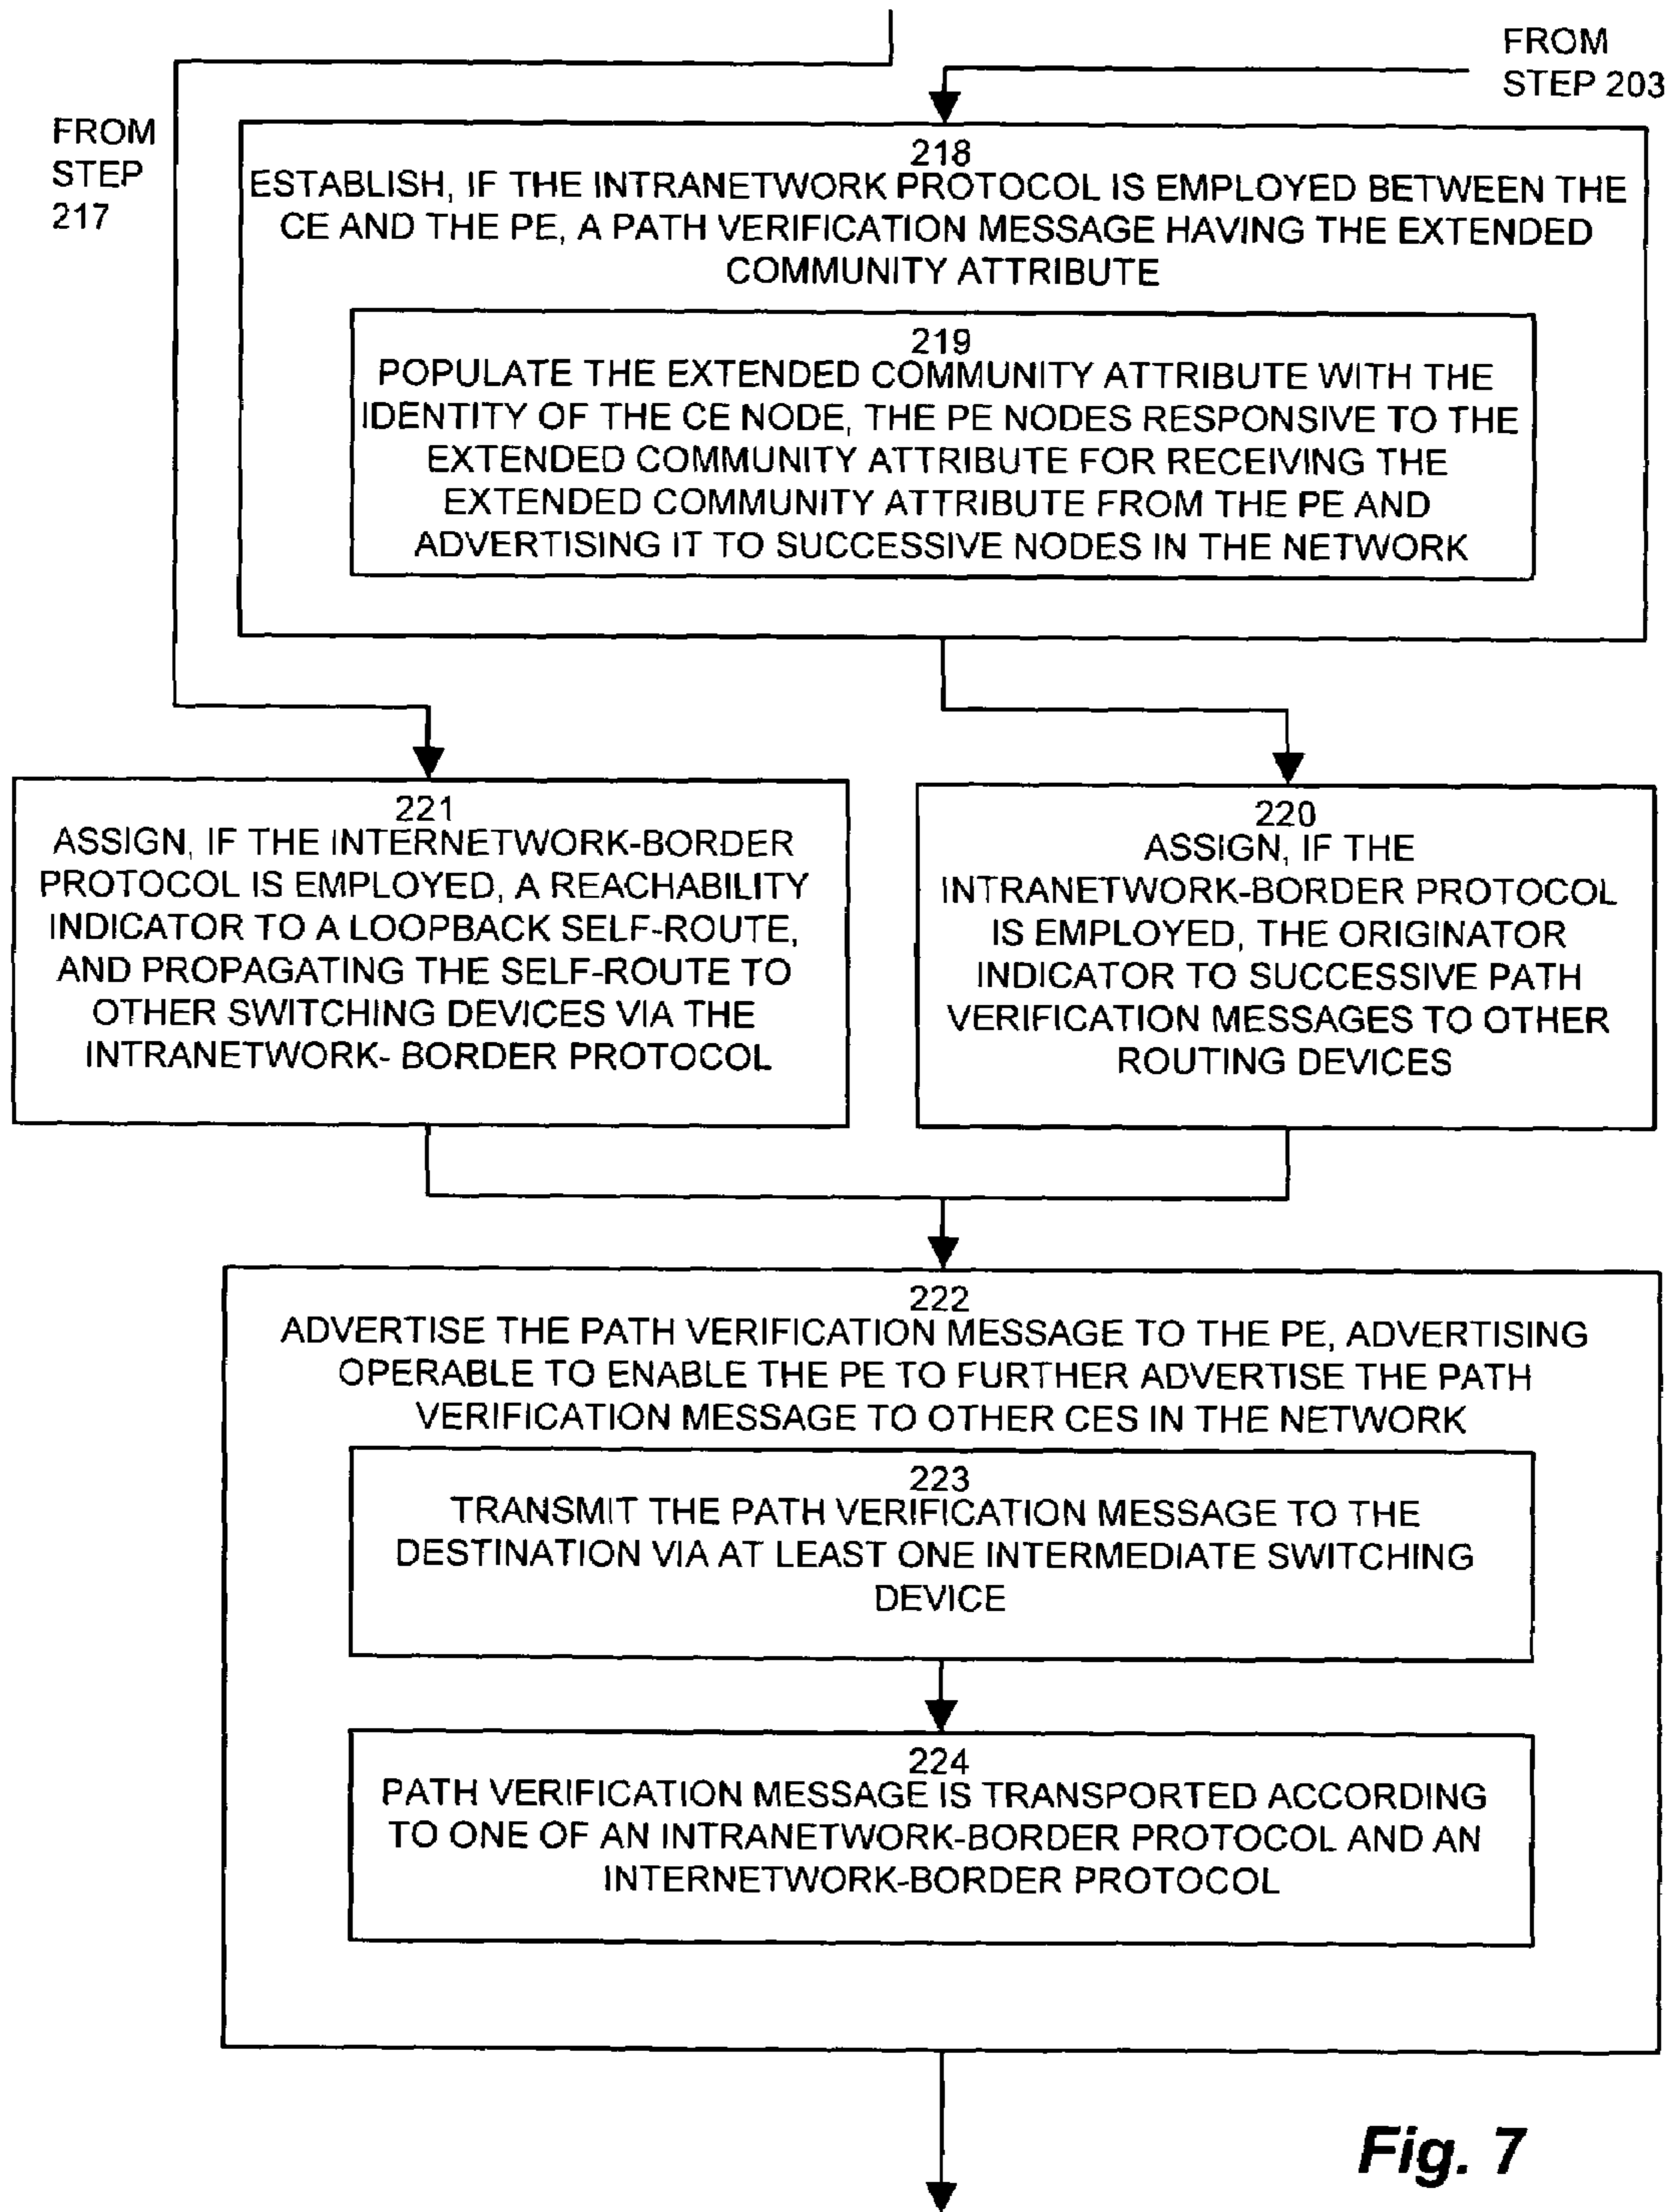 FROM
STEP 203
FROM
STEP
217
218
ESTABLISH, IF THE INTRANETWORK PROTOCOL IS EMPLOYED BETWEEN THE
CE AND THE PE, A PATH VERIFICATION MESSAGE HAVING THE EXTENDED
COMMUNITY ATTRIBUTE
219
POPULATE THE EXTENDED COMMUNITY ATTRIBUTE WITH THE
IDENTITY OF THE CE NODE, THE PE NODES RESPONSIVE TO THE
EXTENDED COMMUNITY ATTRIBUTE FOR RECEIVING THE
EXTENDED COMMUNITY ATTRIBUTE FROM THE PE AND
ADVERTISING IT TO SUCCESSIVE NODES IN THE NETWORK
221
ASSIGN, IF THE INTERNETWORK-BORDER
PROTOCOL IS EMPLOYED, A REACHABILITY
INDICATOR TO A LOOPBACK SELF-ROUTE,
AND PROPAGATING THE SELF-ROUTE TO
OTHER SWITCHING DEVICES VIA THE
INTRANETWORK- BORDER PROTOCOL
220
ASSIGN, IF THE
INTRANETWORK-BORDER PROTOCOL
IS EMPLOYED, THE ORIGINATOR
INDICATOR TO SUCCESSIVE PATH
VERIFICATION MESSAGES TO OTHER
ROUTING DEVICES
222
ADVERTISE THE PATH VERIFICATION MESSAGE TO THE PE, ADVERTISING
OPERABLE TO ENABLE THE PE TO FURTHER ADVERTISE THE PATH
VERIFICATION MESSAGE TO OTHER CES IN THE NETWORK
223
TRANSMIT THE PATH VERIFICATION MESSAGE TO THE
DESTINATION VIA AT LEAST ONE INTERMEDIATE SWITCHING
DEVICE
224
PATH VERIFICATION MESSAGE IS TRANSPORTED ACCORDING
TO ONE OF AN INTRANETWORK-BORDER PROTOCOL AND AN
INTERNETWORK-BORDER PROTOCOL
Fig. 7